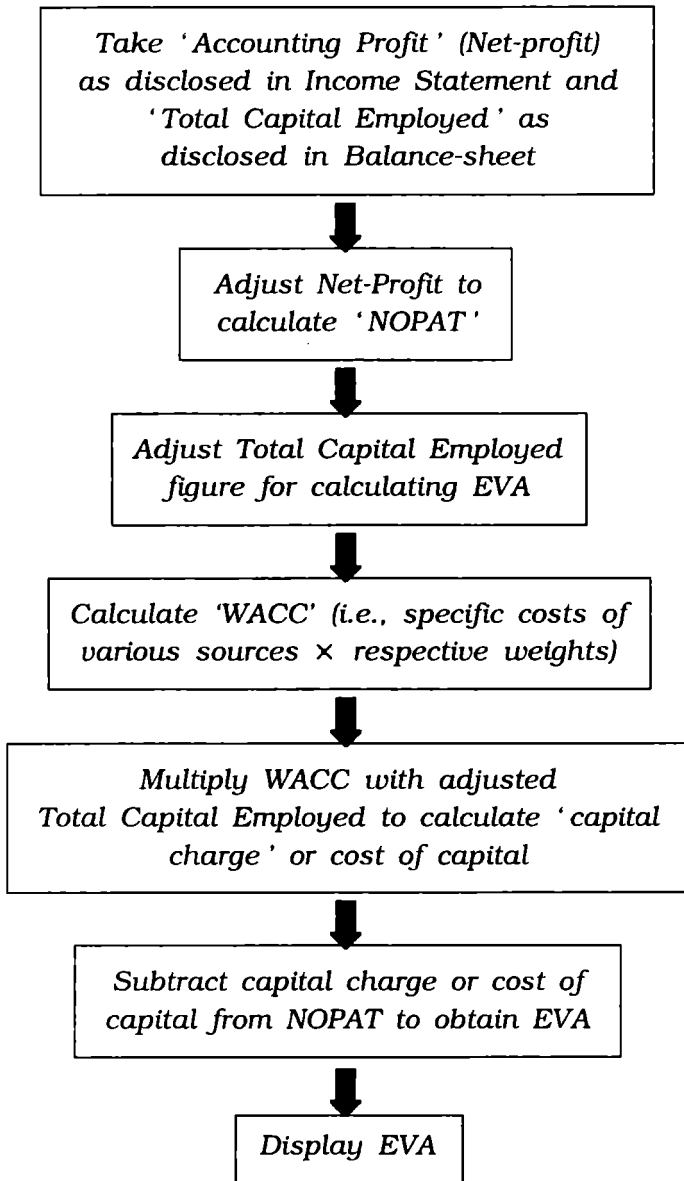 Take ‘Accounting Profit’ (Net-profit)
as disclosed in Income Statement and
‘Total Capital Employed’ as
disclosed in Balance-sheet
Adjust Net-Profit to
calculate ‘NOPAT’
Adjust Total Capital Employed
figure for calculating EVA
Calculate ‘WACC’ (i.e., specific costs of
various sources × respective weights)
Multiply WACC with adjusted
Total Capital Employed to calculate ‘capital
charge’ or cost of capital
Subtract capital charge or cost of
capital from NOPAT to obtain EVA
Display EVA